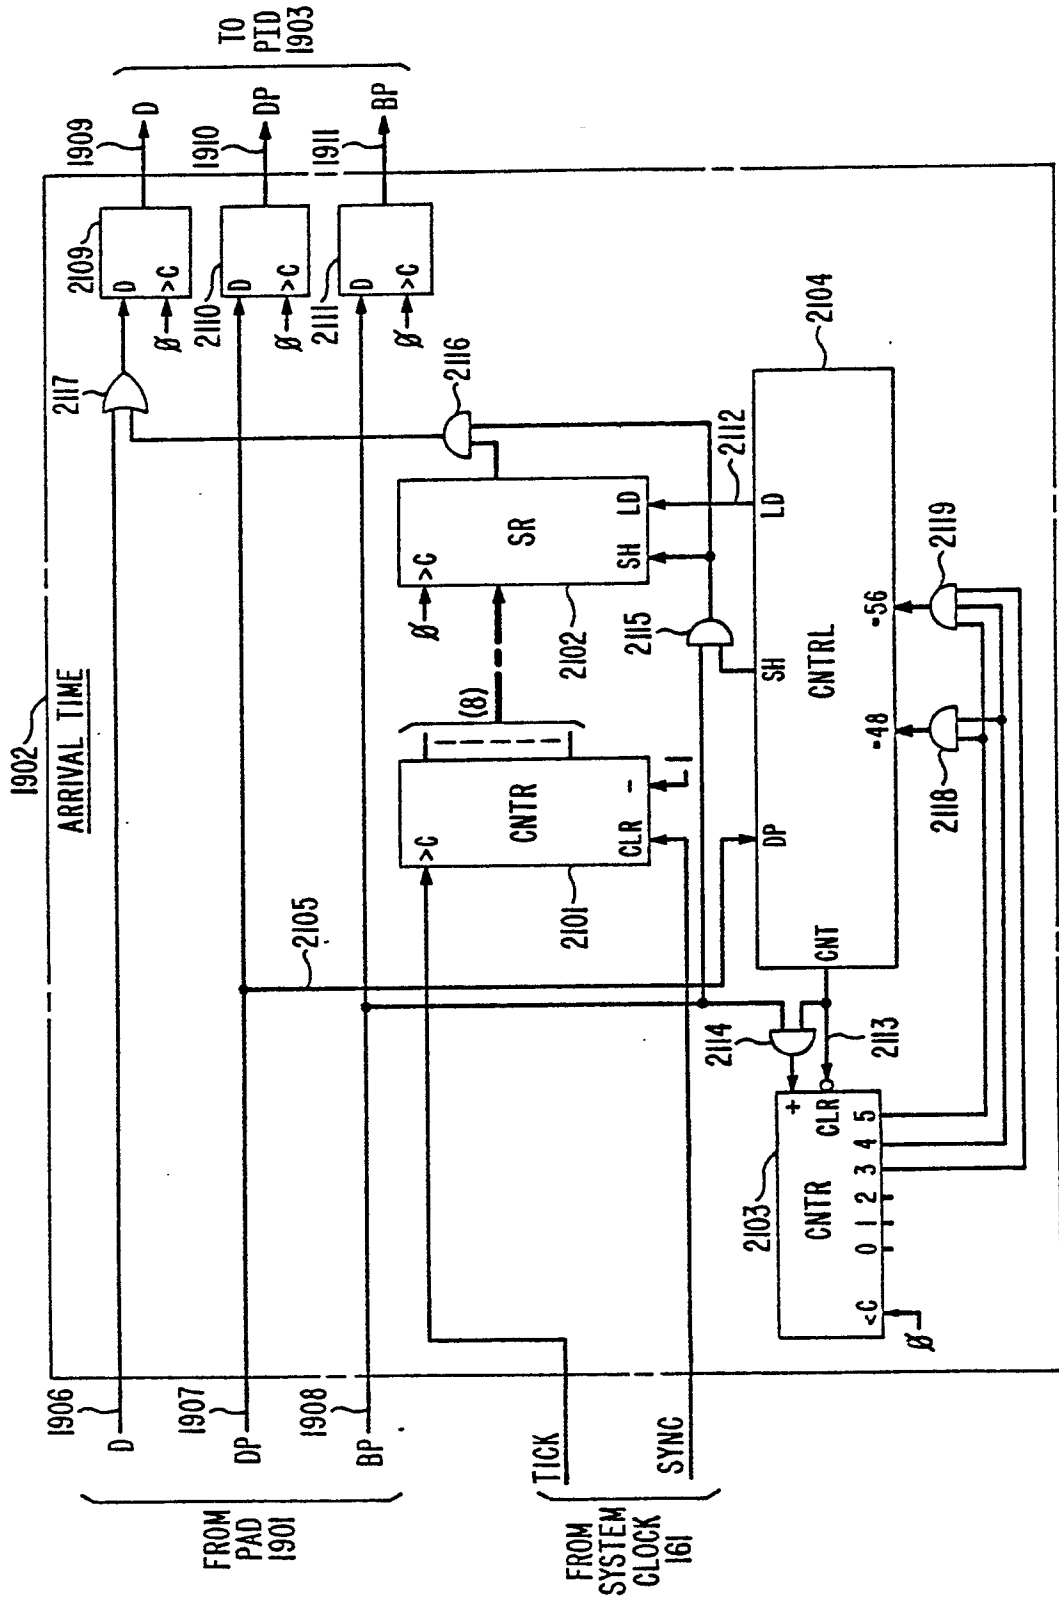 1902
ARRIVAL TIME
FROM
PAD
1901
D
1906
DP
1907
BP
1908
FROM
SYSTEM
CLOCK
161
TICK
SYNC
2105
2117
2109
D
>C
Ø
2110
D
>C
Ø
2111
D
>C
Ø
1909
D
1910
DP
1911
BP
TO
PID
1903
>C
CNTR
CLR
-
1
2101
(8)
Ø
>C
SR
SH
LD
2102
2116
2115
2112
2114
2113
2103
+
CLR
CNTR
<C
0
1
2
3
4
5
Ø
CNT
DP
SH
LD
CNTRL
=48
=56
2104
2118
2119